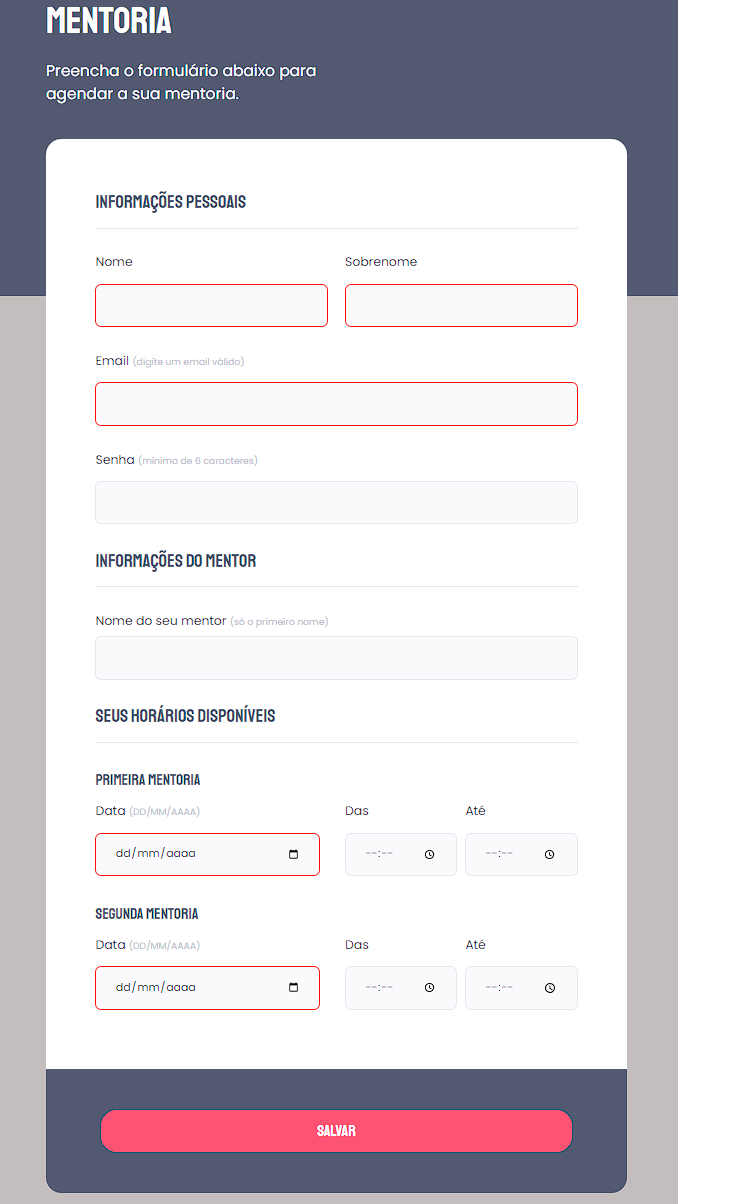 MENTORIA
Preencha o formulário abaixo para
agendar a sua mentoria.
INFORMAÇÕES PESSOAIS
Nome Sobrenome
Email (digite um email válido)
Senha (mínimo de 6 caracteres)
INFORMAÇÕES DO MENTOR
Nome do seu mentor (só o primeiro nome)
SEUS HORÁRIOS DISPONÍVEIS
PRIMEIRA MENTORIA
Data (DD/MM/AAAA) Das Até
dd/mm/aaaa --:-- --:--
SEGUNDA MENTORIA
Data (DD/MM/AAAA) Das Até
dd/mm/aaaa --:-- --:--
SALVAR